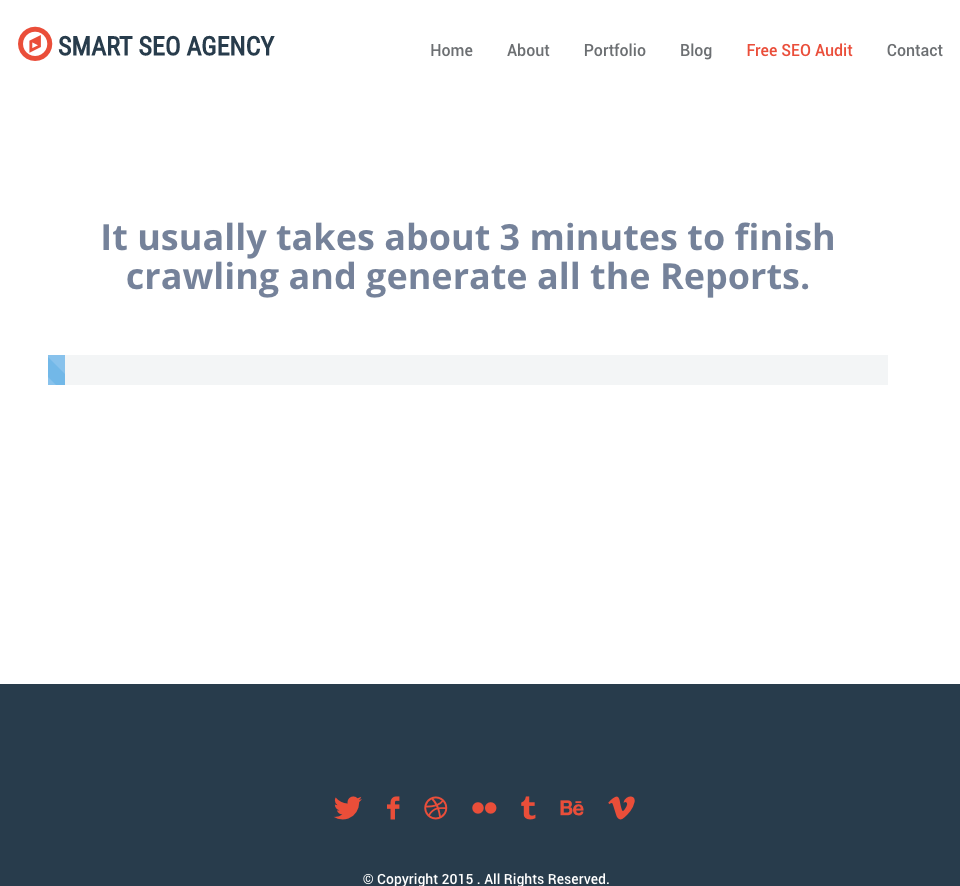 SMART SEO AGENCY
Home About Portfolio Blog Free SEO Audit Contact
It usually takes about 3 minutes to finish
crawling and generate all the Reports.
Bē
© Copyright 2015 . All Rights Reserved.